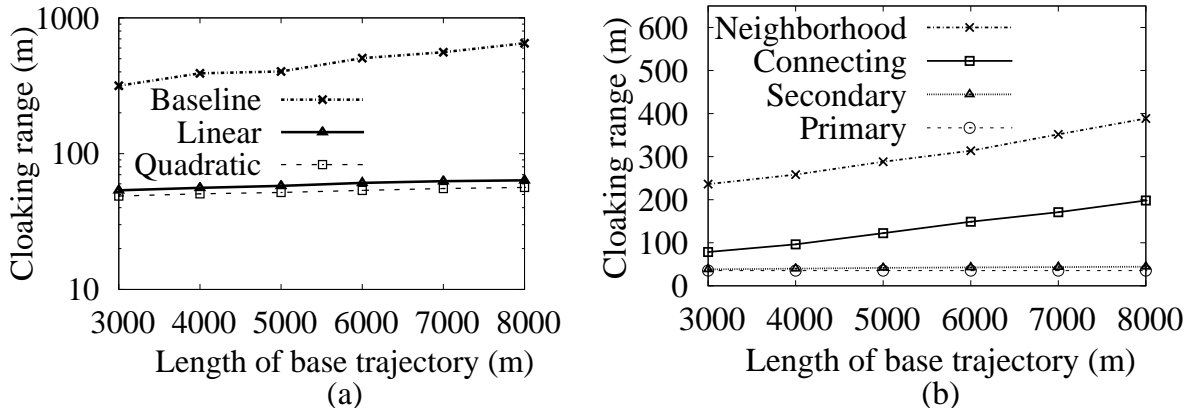 Cloaking range (m)
1000
100
10
Baseline
Linear
Quadratic
3000 4000 5000 6000 7000 8000
Length of base trajectory (m)
(a)
Cloaking range (m)
600
500
400
300
200
100
0
Neighborhood
Connecting
Secondary
Primary
3000 4000 5000 6000 7000 8000
Length of base trajectory (m)
(b)